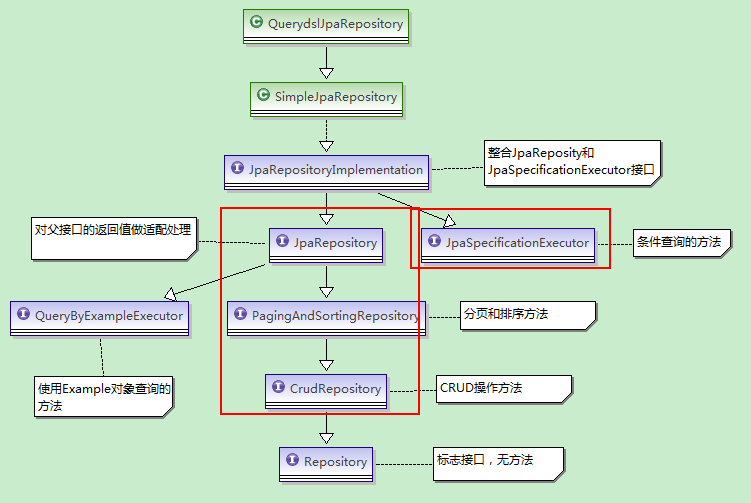 C QuerydslJpaRepository
C SimpleJpaRepository
I JpaRepositoryImplementation
整合JpaReposity和
JpaSpecificationExecutor接口
对父接口的返回值做适配处理
I JpaRepository
I JpaSpecificationExecutor
条件查询的方法
I QueryByExampleExecutor
I PagingAndSortingRepository
分页和排序方法
使用Example对象查询的
方法
I CrudRepository
CRUD操作方法
I Repository
标志接口，无方法